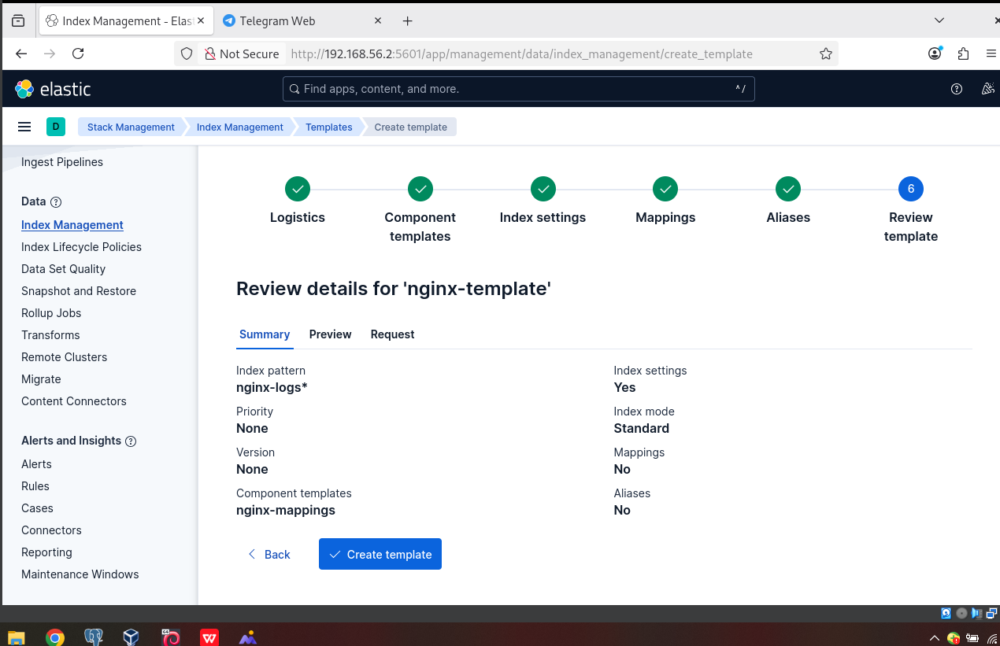 Index Management - Elas
Telegram Web
Not Secure http://192.168.56.2:5601/app/management/data/index_management/create_template
elastic
Find apps, content, and more.
^ /
D
Stack Management
Index Management
Templates
Create template
Ingest Pipelines
Data
Index Management
Index Lifecycle Policies
Data Set Quality
Snapshot and Restore
Rollup Jobs
Transforms
Remote Clusters
Migrate
Content Connectors
Alerts and Insights
Alerts
Rules
Cases
Connectors
Reporting
Maintenance Windows
Logistics
Component
templates
Index settings
Mappings
Aliases
6
Review
template
Review details for 'nginx-template'
Summary
Preview
Request
Index pattern
nginx-logs*
Priority
None
Version
None
Component templates
nginx-mappings
Index settings
Yes
Index mode
Standard
Mappings
No
Aliases
No
Back
Create template